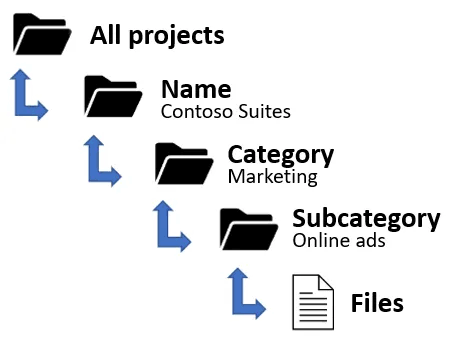 All projects
Name
Contoso Suites
Category
Marketing
Subcategory
Online ads
Files